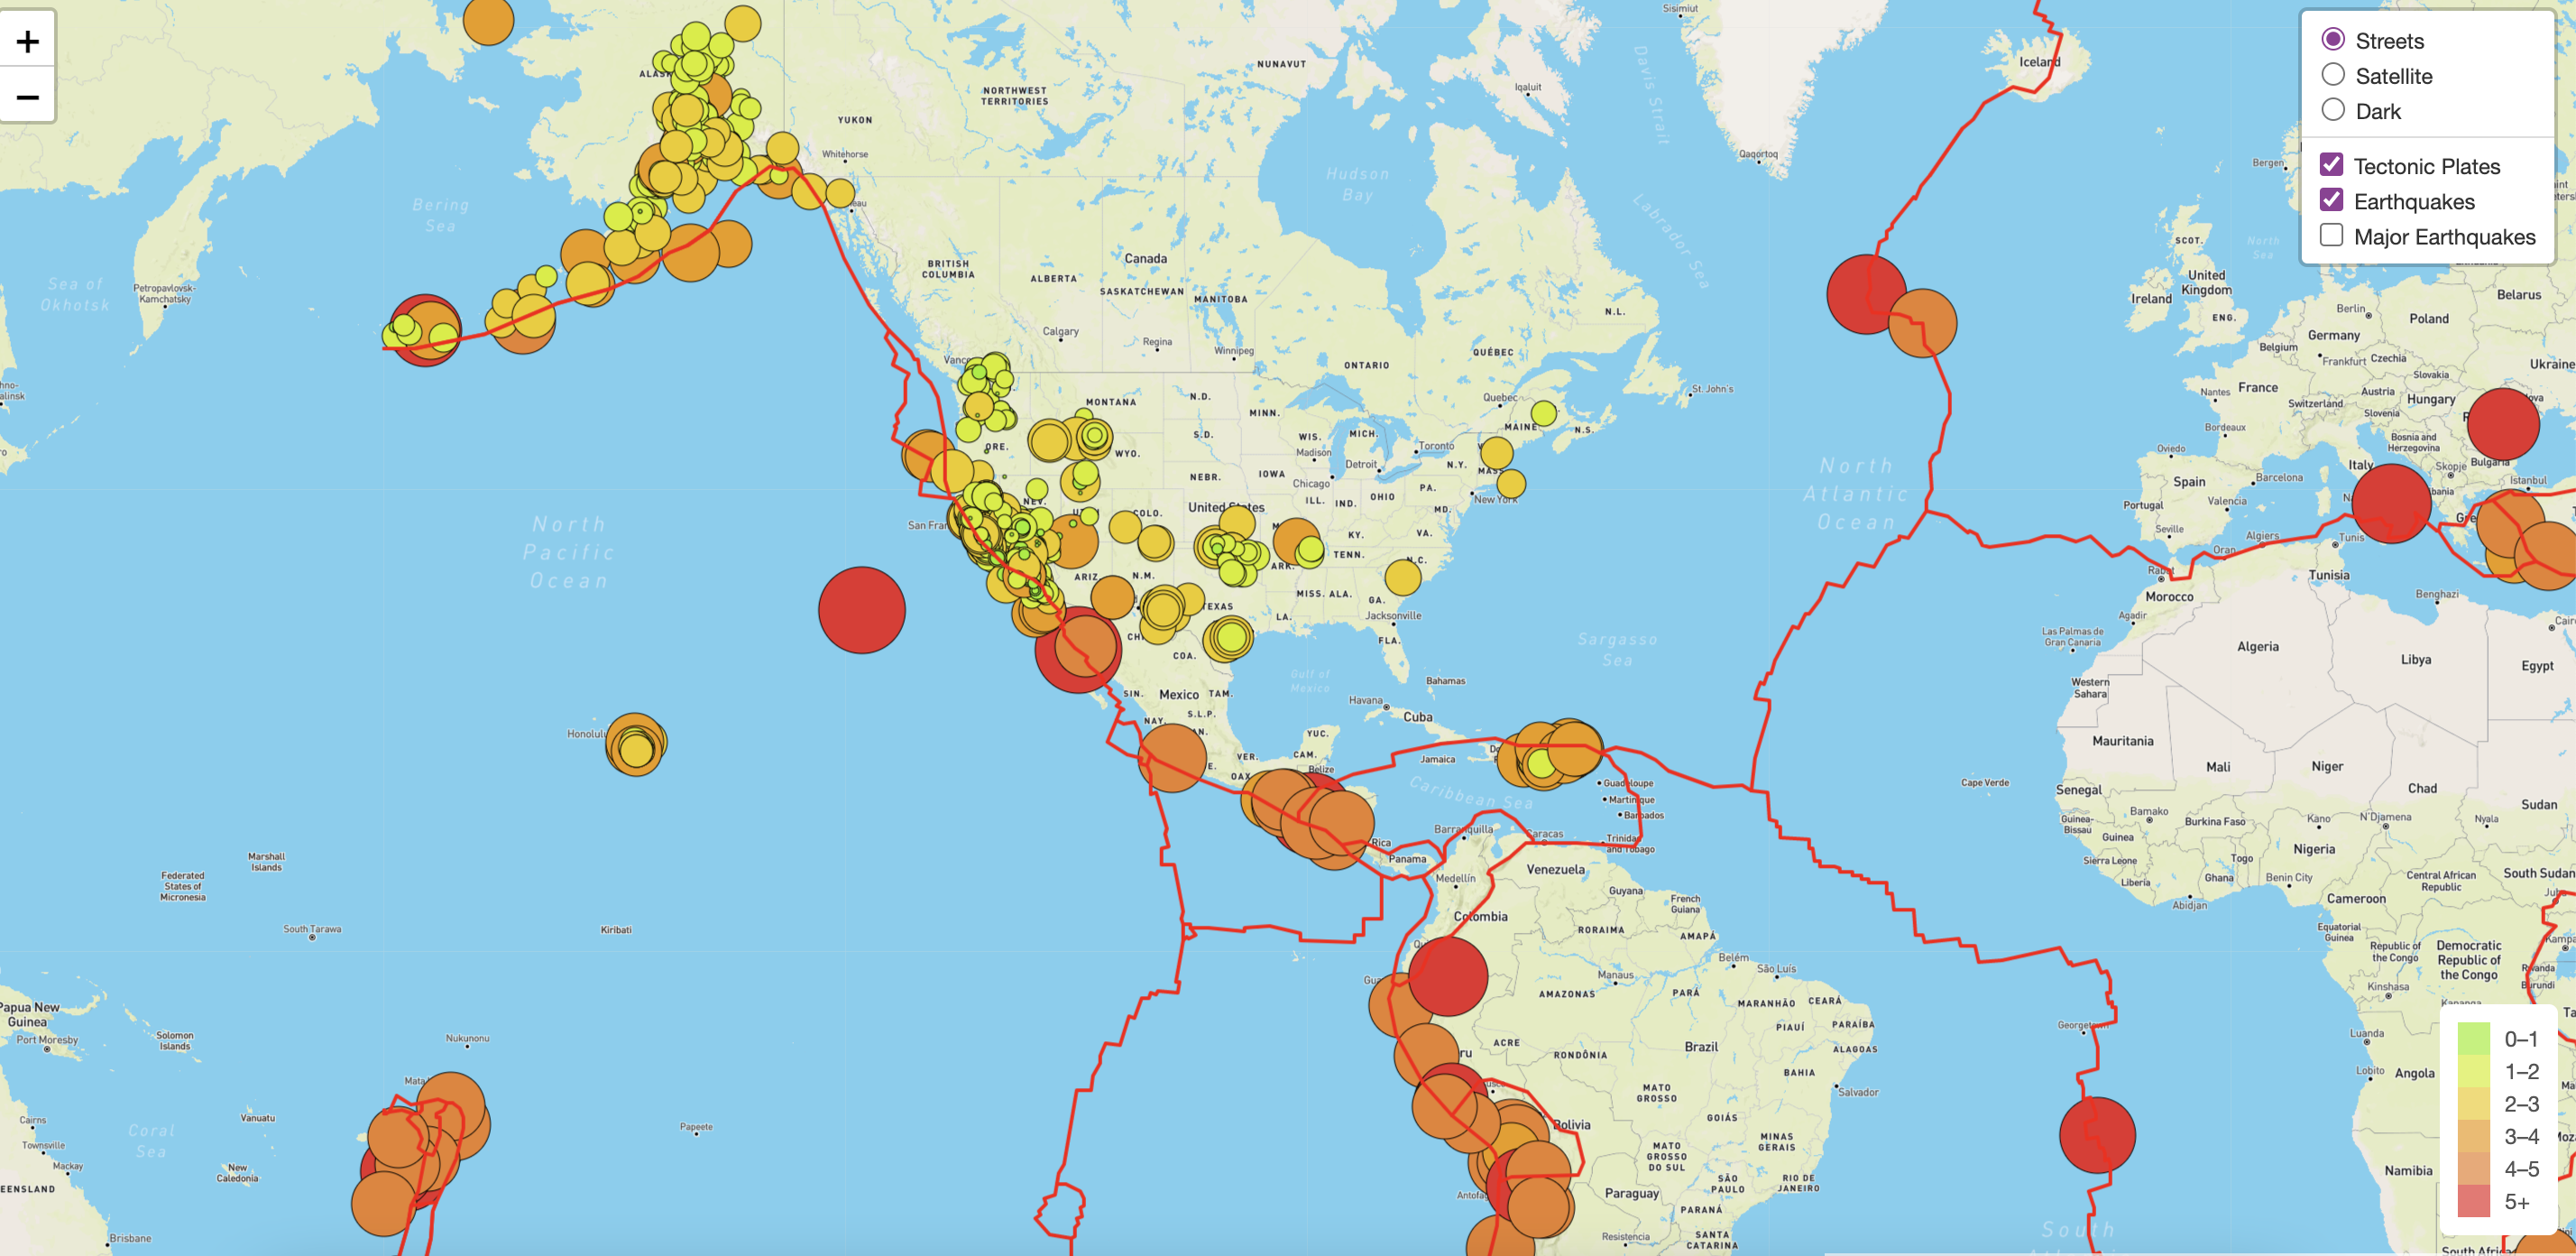 +
−
Streets
Satellite
Dark
Tectonic Plates
Earthquakes
Major Earthquakes
Sisimiut
Iceland
NUNAVUT
Davis Strait
Iqaluit
NORTHWEST
TERRITORIES
YUKON
Whitehorse
Qaqortoq
Bergen
Hudson
Bay
Labrador Sea
Bering
Sea
Sea of
Okhotsk
Petropavlovsk-
Kamchatsky
BRITISH
COLUMBIA
Canada
ALBERTA
SASKATCHEWAN
MANITOBA
N.L.
SCOT.
North
Sea
United
Kingdom
Ireland
ENG.
Belarus
Berlin
Poland
Germany
Belgium
Frankfurt
Czechia
Ukraine
Slovakia
Calgary
Regina
Winnipeg
ONTARIO
QUÉBEC
St. John's
Quebec
MAINE
N.S.
Nantes
France
Austria
Hungary
Switzerland
Slovenia
Bordeaux
Bosnia and
Herzegovina
MONTANA
N.D.
MINN.
ORE.
WYO.
S.D.
WIS.
MICH.
Madison
Toronto
Detroit
N.Y.
NEBR.
IOWA
Chicago
PA.
New York
ILL.
IND.
OHIO
MD.
Oviedo
Italy
Skopje
Bulgaria
Barcelona
Istanbul
Spain
Portugal
Valencia
Seville
Algiers
Oran
Tunis
North
Atlantic
Ocean
North
Pacific
Ocean
NEV.
COLO.
United States
KY.
VA.
TENN.
N.C.
ARIZ
N.M.
ARK.
MISS.
ALA.
GA.
TEXAS
LA.
Jacksonville
FLA.
Sargasso
Sea
Rabat
Morocco
Tunisia
Agadir
Benghazi
Las Palmas de
Gran Canaria
Algeria
Libya
Egypt
Western
Sahara
COA.
SIN.
Mexico
TAM.
S.L.P.
NAY.
Gulf of
Mexico
Bahamas
Havana
Cuba
YUC.
VER.
CAM.
OAX
Belize
Jamaica
Caribbean Sea
Guadeloupe
Martinique
Barbados
Trinidad
and Tobago
Honolulu
Mauritania
Mali
Niger
Chad
Sudan
Cape Verde
Senegal
Bamako
Burkina Faso
Kano
N'Djamena
Nyala
Guinea-
Bissau
Guinea
Sierra Leone
Liberia
Togo
Ghana
Benin City
Nigeria
Abidjan
Central African
Republic
South Sudan
Cameroon
Marshall
Islands
Federated
States of
Micronesia
South Tarawa
Kiribati
Rica
Panama
Barranquilla
Caracas
Medellín
Venezuela
Guyana
French
Guiana
Colombia
RORAIMA
AMAPÁ
Belém
São Luís
Manaus
AMAZONAS
PARÁ
MARANHÃO
CEARÁ
PIAUÍ
PARAÍBA
ALAGOAS
ACRE
RONDÔNIA
Brazil
BAHIA
Salvador
MATO
GROSSO
GOIÁS
Bolivia
MATO
GROSSO
DO SUL
MINAS
GERAIS
SÃO
PAULO
RIO DE
JANEIRO
Paraguay
PARANÁ
SANTA
CATARINA
Resistencia
Equatorial
Guinea
Republic of
the Congo
Democratic
Republic of
the Congo
Rwanda
Burundi
Kinshasa
Luanda
Lobito
Angola
Namibia
South Africa
Papua New
Guinea
Port Moresby
Solomon
Islands
Nukunonu
Cairns
Townsville
Mackay
Vanuatu
Coral
Sea
New
Caledonia
Papeete
Brisbane
South
0–1
1–2
2–3
3–4
4–5
5+